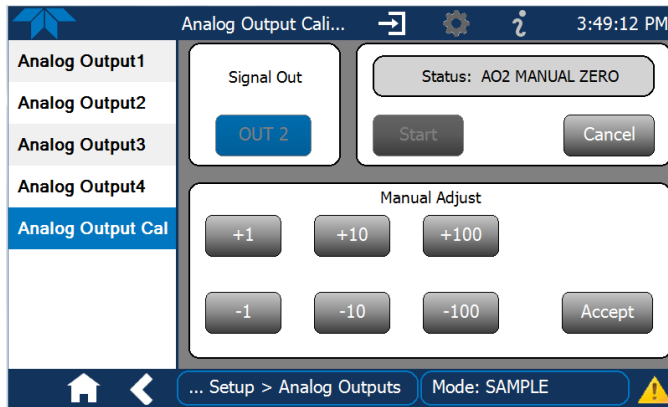 Analog Output Cali...
3:49:12 PM
Analog Output1
Analog Output2
Analog Output3
Analog Output4
Analog Output Cal
Signal Out
OUT 2
Status: AO2 MANUAL ZERO
Start
Cancel
Manual Adjust
+1
+10
+100
-1
-10
-100
Accept
... Setup > Analog Outputs
Mode: SAMPLE